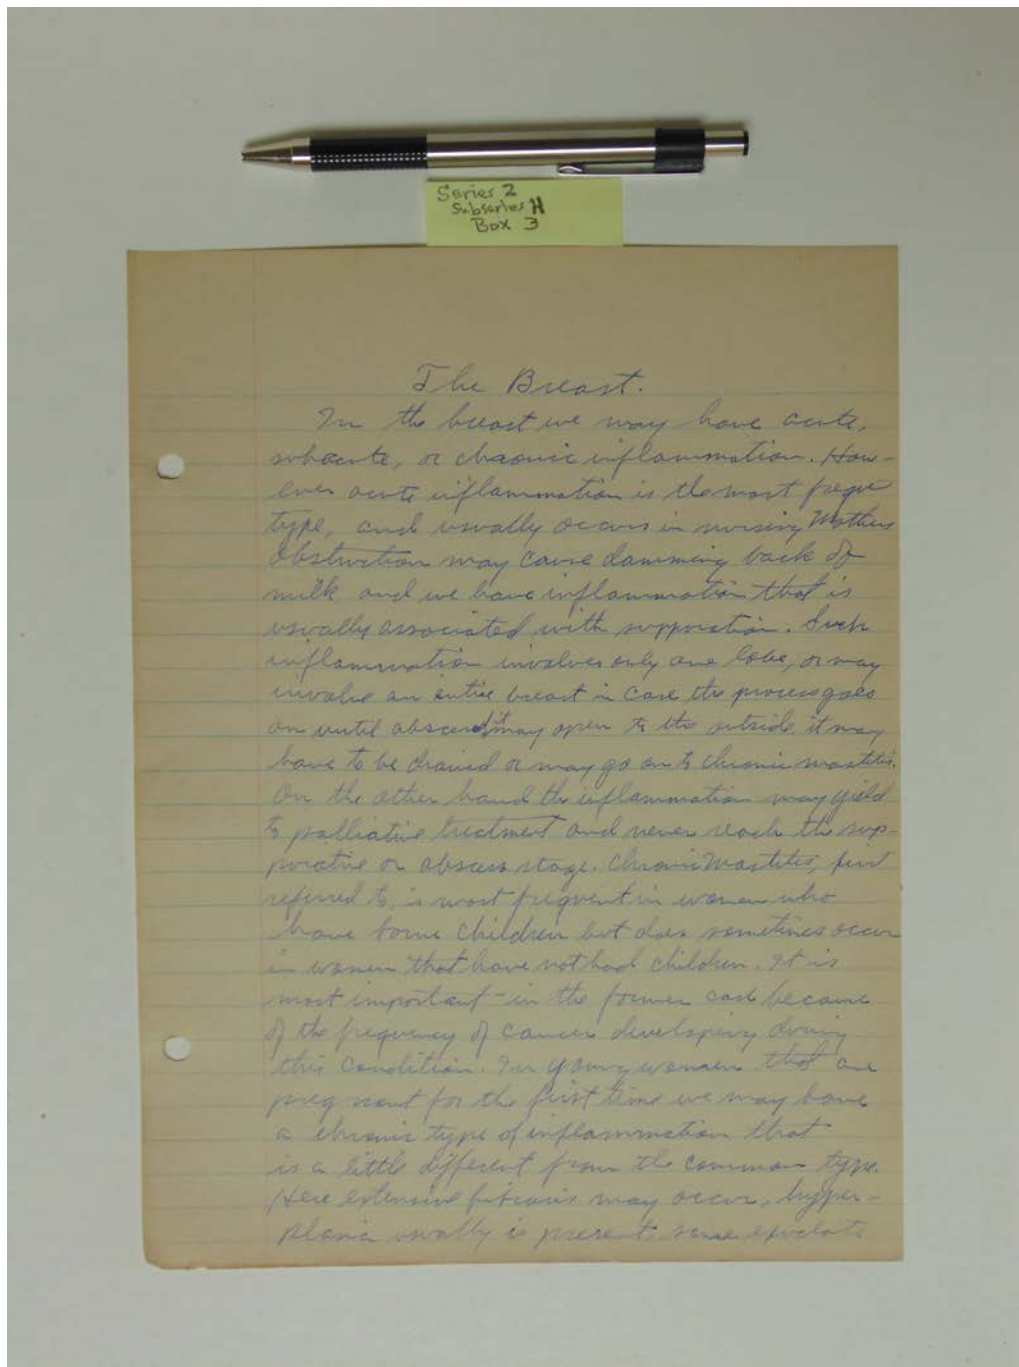 Series 2
Subseries H
Box 3
The Breast.
In the breast we may have acute,
subacute, or chronic inflammation. How-
ever acute inflammation is the most freque
type, and usually occurs in nursing Mothers
Obstruction may cause damming back of
milk and we have inflammation that is
usually associated with suppuration. Such
inflammation involves only one lobe, or may
involve an entire breast in case the process goes
on until abscess it may open to the outside it may
have to be drained or may go on to chronic mastitis.
On the other hand the inflammation may yield
to palliative treatment and never reach the sup-
porative or abscess stage. Chronic Mastitis, first
referred to, is most frequent in women who
have borne children but does sometimes occur
in women that have not had children. It is
most important in the former case because
of the frequency of cancer developing during
this condition. In young women that are
pregnant for the first time we may have
a chronic type of inflammation that
is a little different from the common type.
Here extensive fibrosis may occur, hyper-
plasia usually is present some exudate